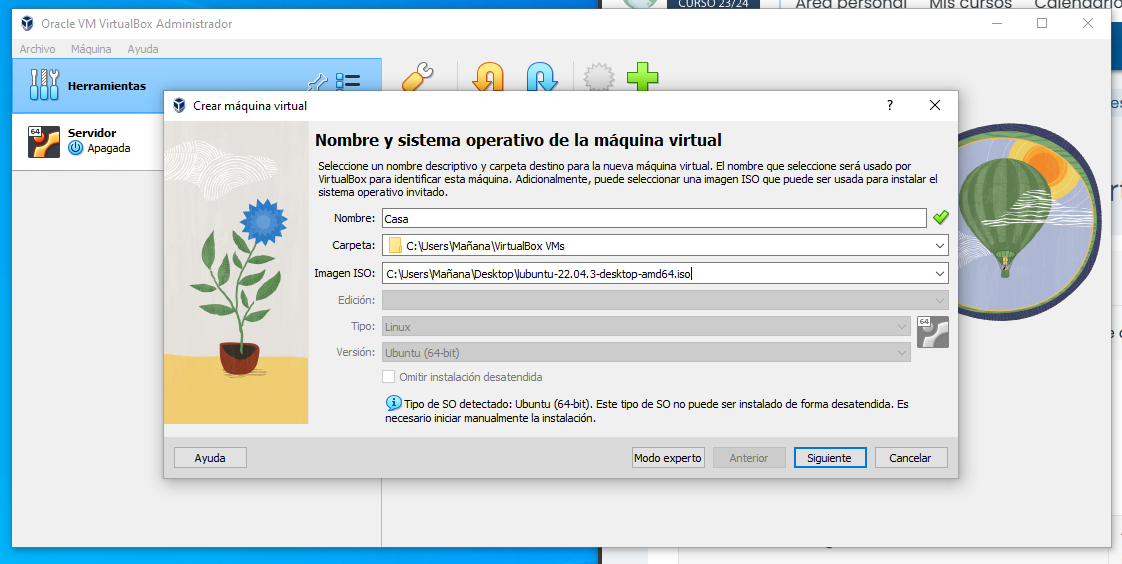 CURSO 23/24
Área personal
Mis cursos
Calendario
Oracle VM VirtualBox Administrador
Archivo
Máquina
Ayuda
Herramientas
64
Servidor
Apagada
Crear máquina virtual
?
Nombre y sistema operativo de la máquina virtual
Seleccione un nombre descriptivo y carpeta destino para la nueva máquina virtual. El nombre que seleccione será usado por
VirtualBox para identificar esta máquina. Adicionalmente, puede seleccionar una imagen ISO que puede ser usada para instalar el
sistema operativo invitado.
Nombre:
Casa
Carpeta:
C:\Users\Mañana\VirtualBox VMs
Imagen ISO:
C:\Users\Mañana\Desktop\lubuntu-22.04.3-desktop-amd64.iso
Edición:
Tipo:
Linux
64
Versión:
Ubuntu (64-bit)
Omitir instalación desatendida
Tipo de SO detectado: Ubuntu (64-bit). Este tipo de SO no puede ser instalado de forma desatendida. Es
necesario iniciar manualmente la instalación.
Ayuda
Modo experto
Anterior
Siguiente
Cancelar